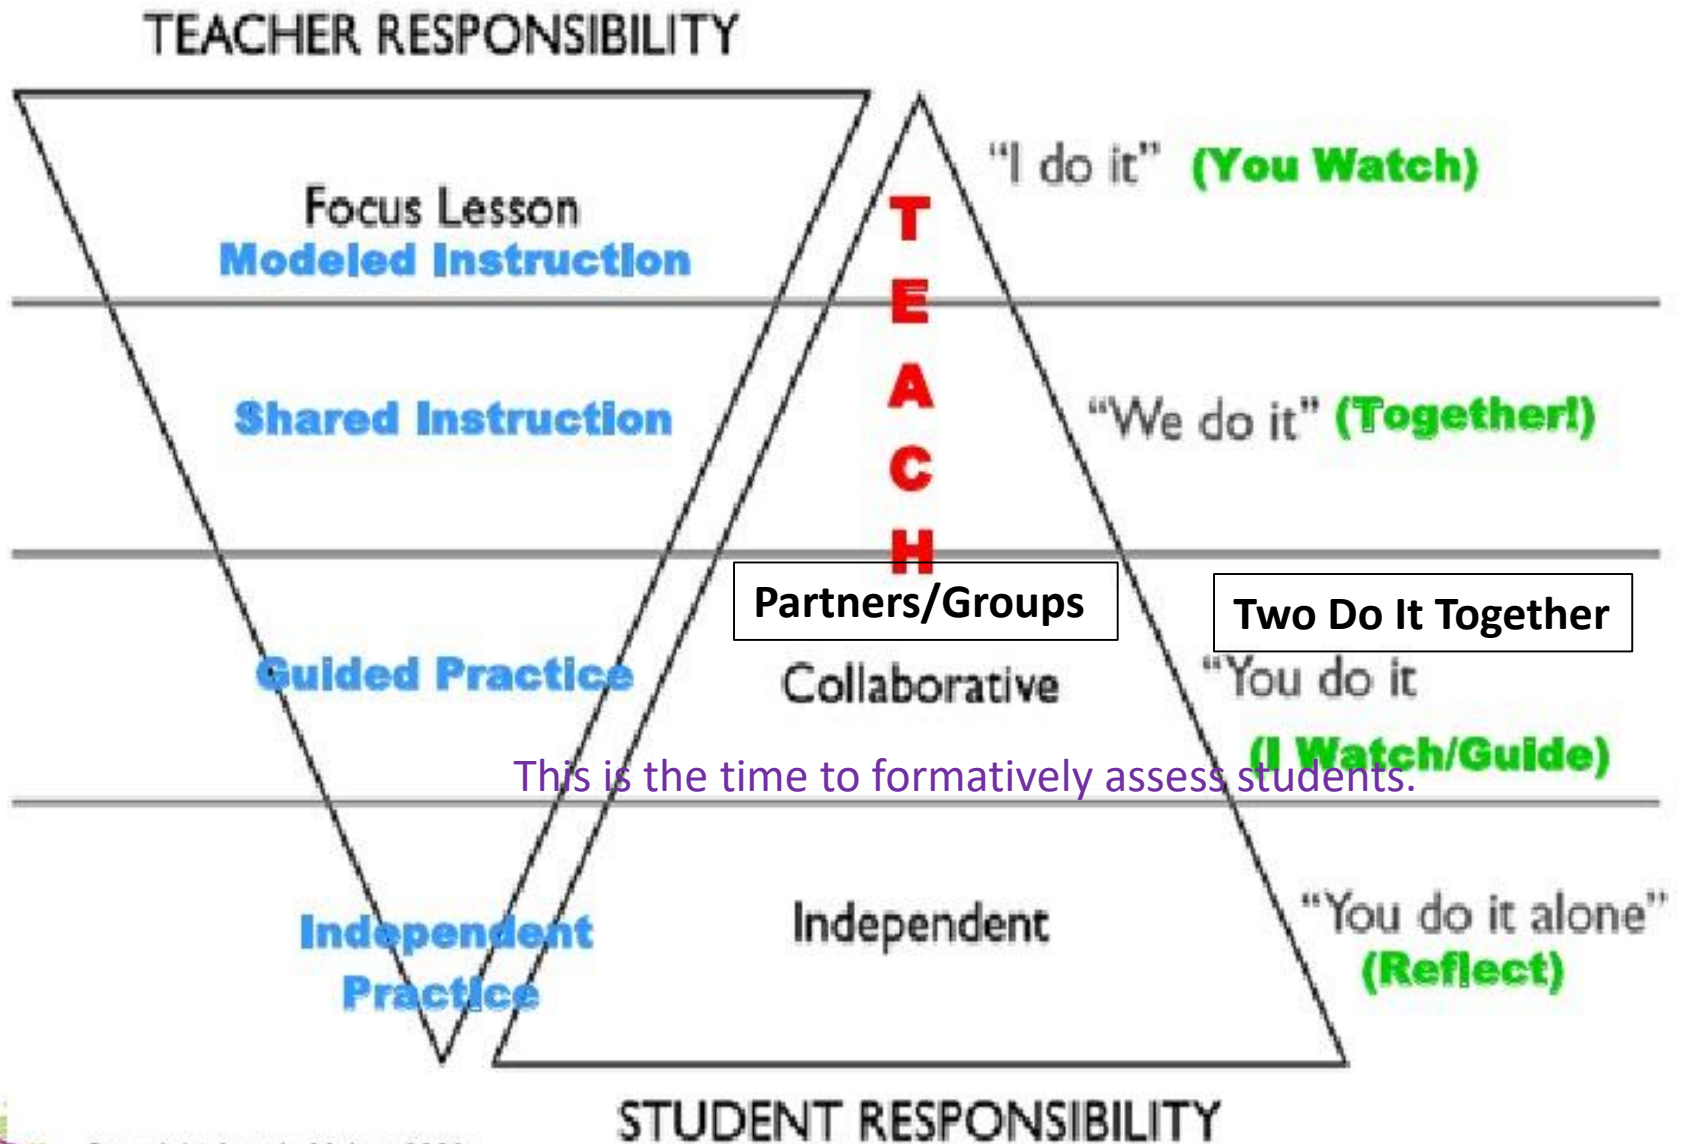 TEACHER RESPONSIBILITY
"I do it" (You Watch)
Focus Lesson
Modeled Instruction
T
E
A
C
H
Shared Instruction
"We do it" (Together!)
Partners/Groups
Two Do It Together
Guided Practice
Collaborative
"You do it
(I Watch/Guide)
This is the time to formatively assess students.
Independent
Practice
Independent
"You do it alone"
(Reflect)
STUDENT RESPONSIBILITY